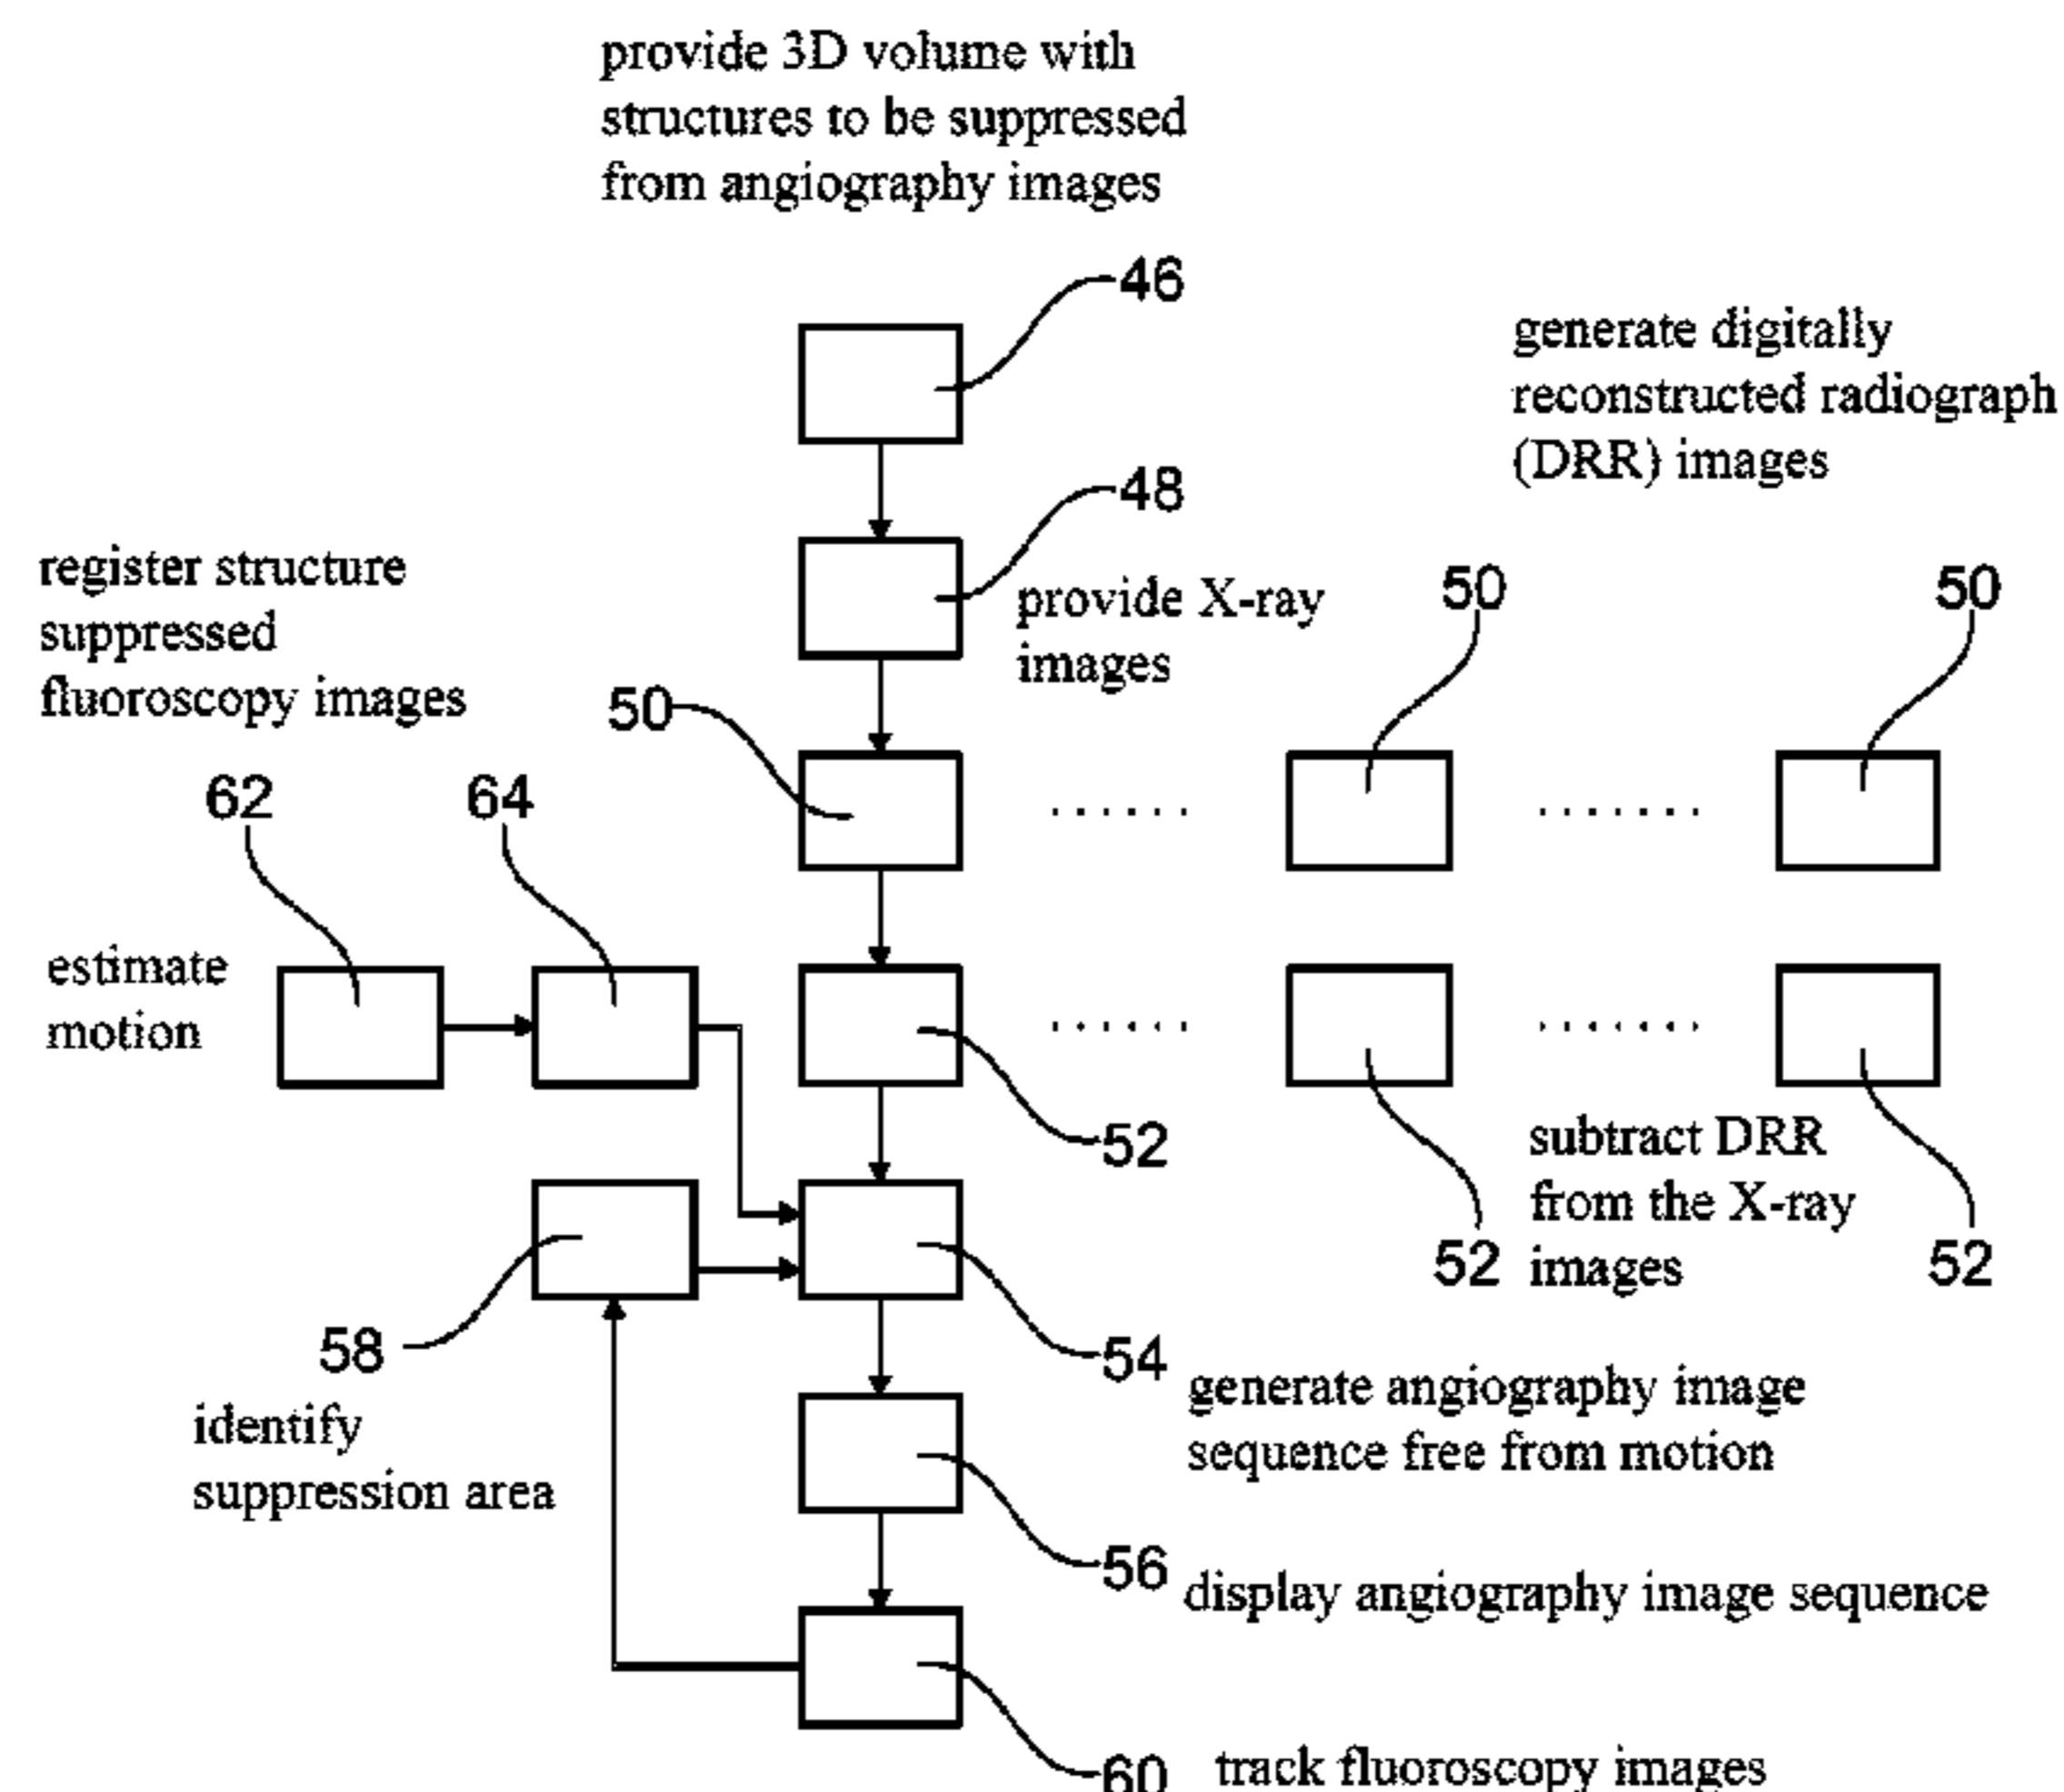 provide 3D volume with
structures to be suppressed
from angiography images
46
generate digitally
reconstructed radiograph
(DRR) images
48
provide X-ray
images
register structure
suppressed
fluoroscopy images
50
50
50
62
64
estimate
motion
52
subtract DRR
from the X-ray
images
52
52
58
identify
suppression area
54
generate angiography image
sequence free from motion
56
display angiography image sequence
60
track fluoroscopy images